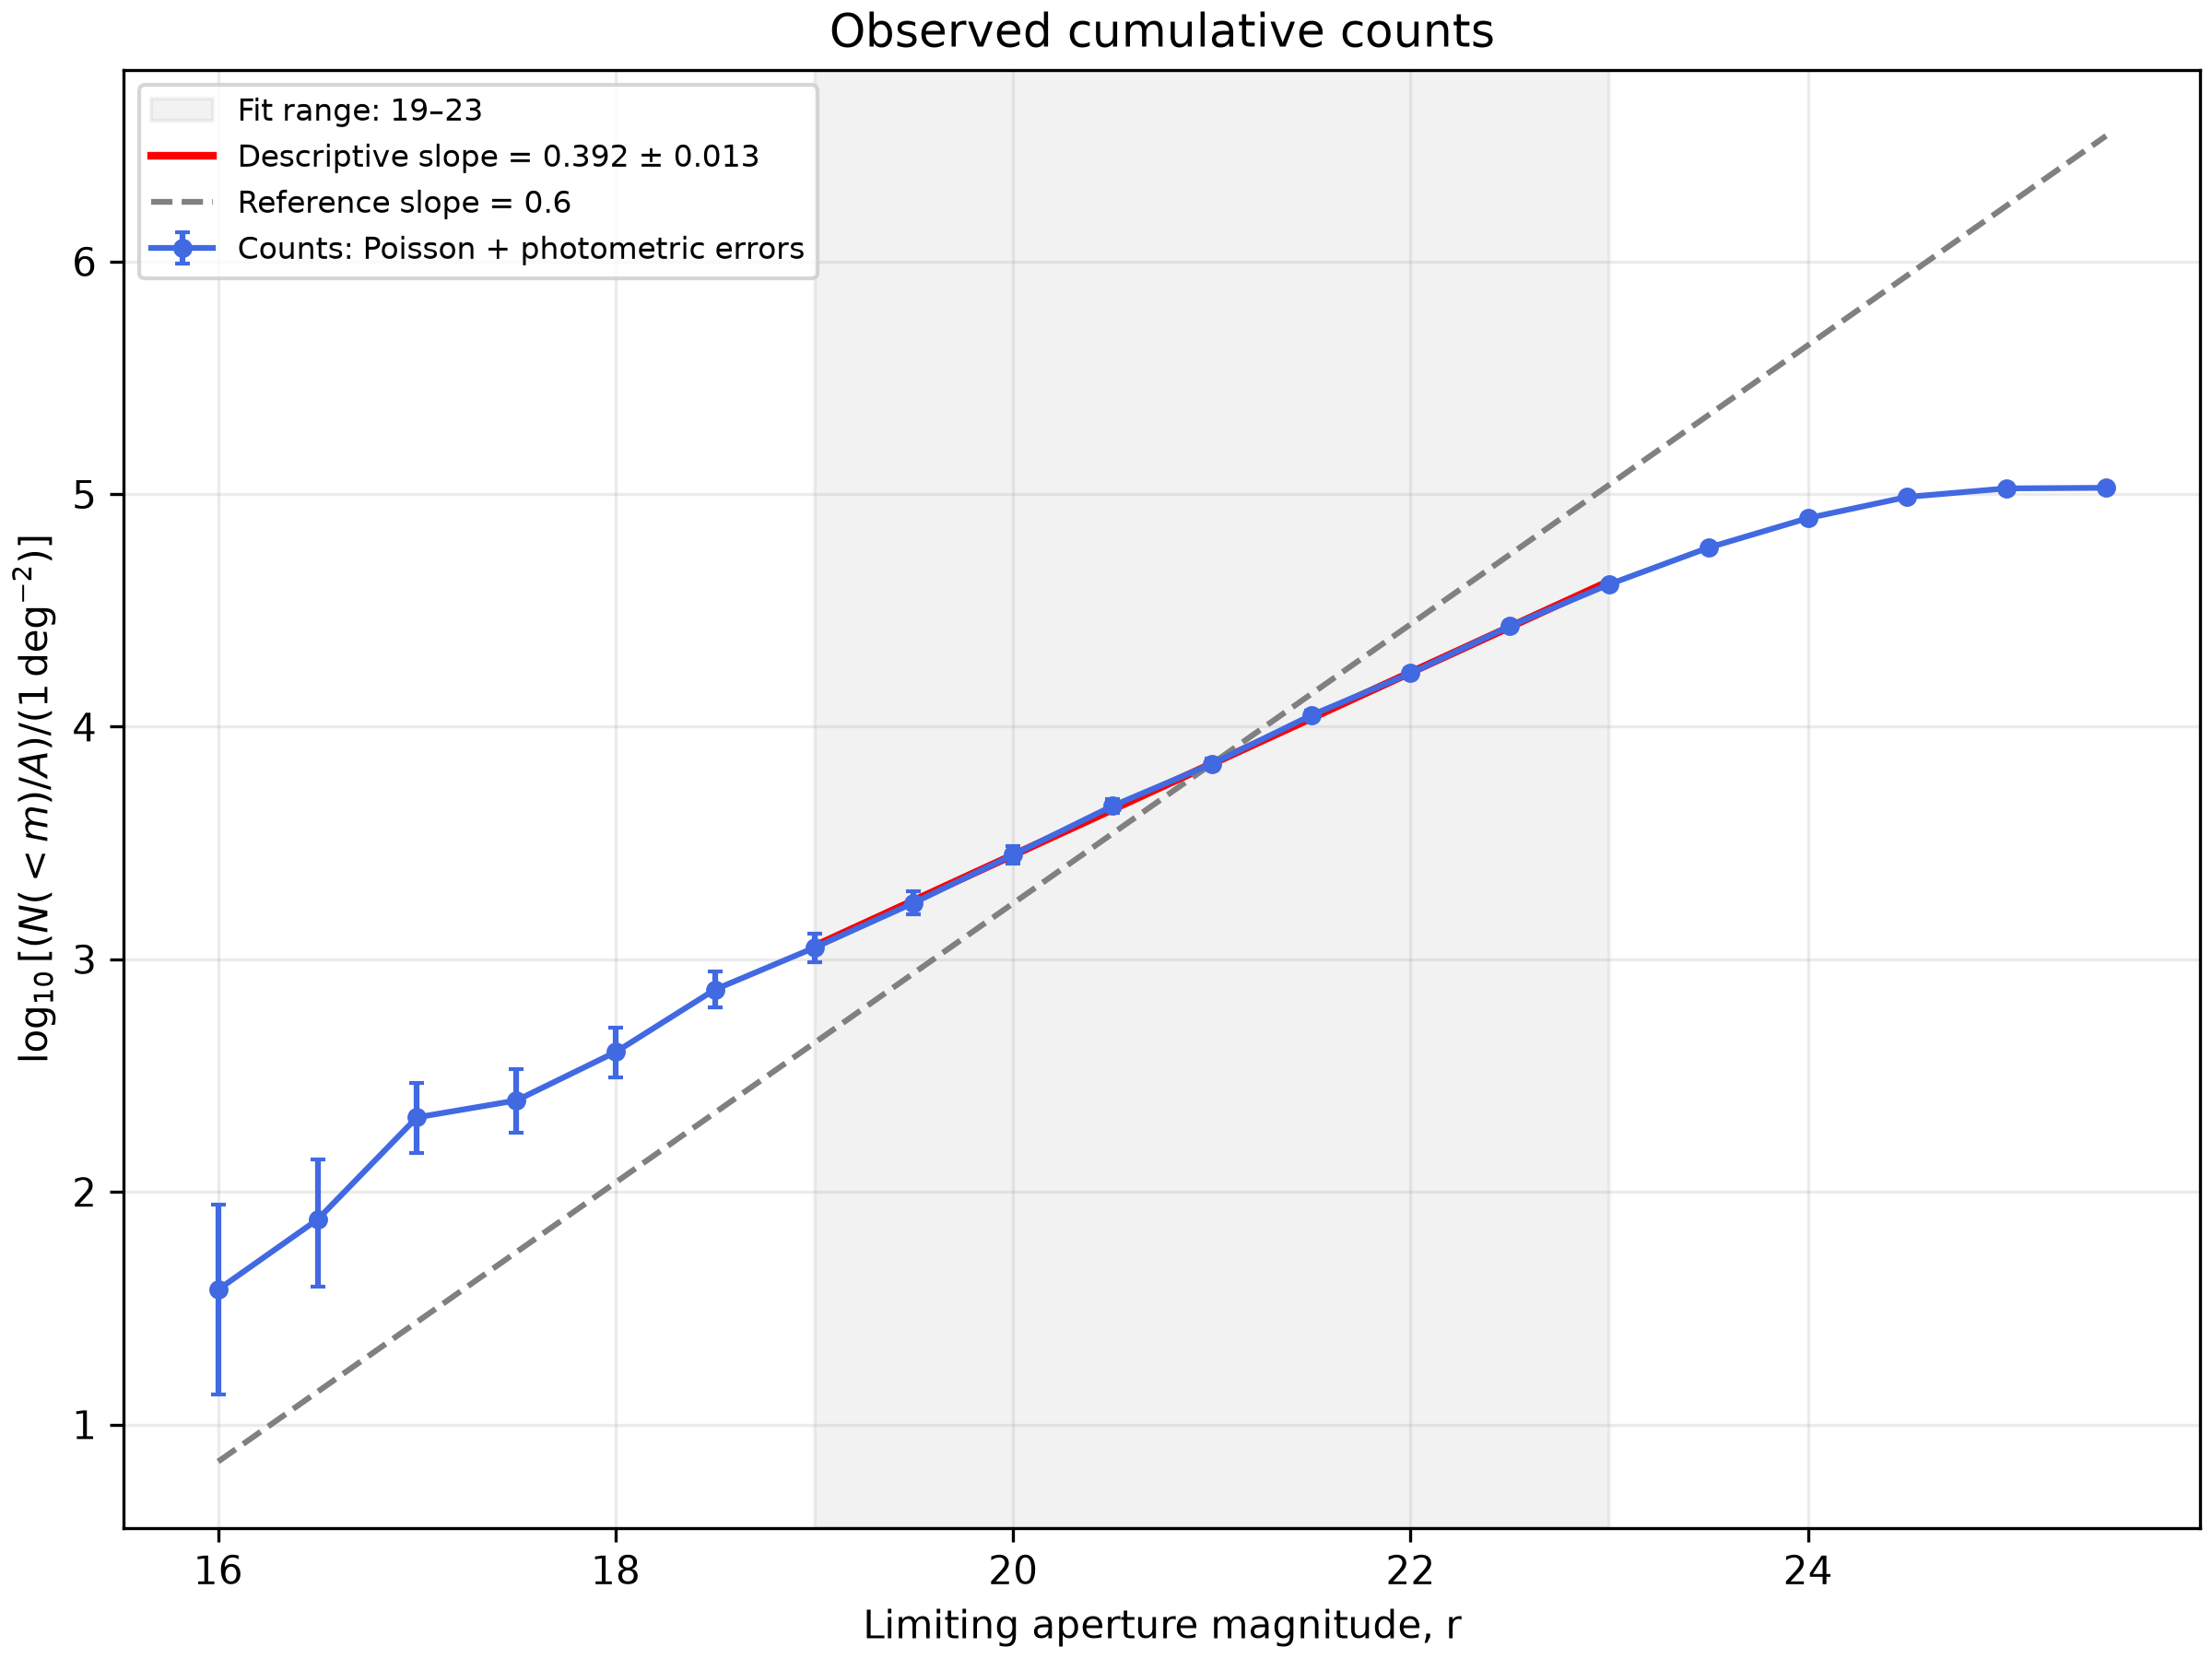 Observed cumulative counts
Fit range: 19–23
Descriptive slope = 0.392 ± 0.013
Reference slope = 0.6
Counts: Poisson + photometric errors
log₁₀[(N(<m)/A)/(1 deg⁻²)]
6
5
4
3
2
1
16 18 20 22 24
Limiting aperture magnitude, r